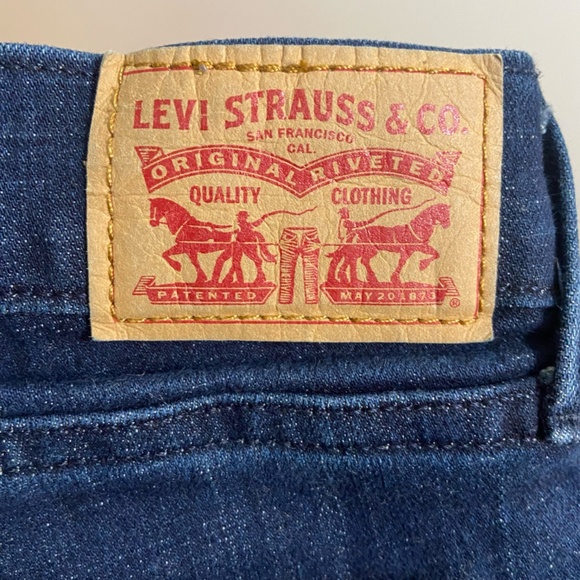 LEVI STRAUSS & CO.
SAN FRANCISCO
CAL.
ORIGINAL RIVETED
QUALITY CLOTHING
PATENTED MAY 20 1873 ®